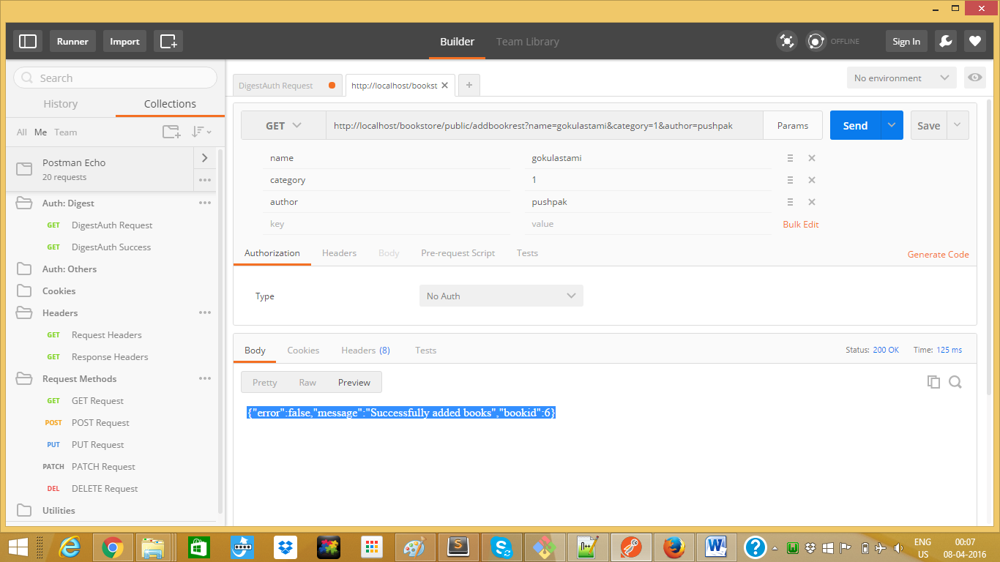 Runner
Import
Builder
Team Library
OFFLINE
Sign In
Search
History
Collections
All Me Team
Postman Echo
20 requests
Auth: Digest
GET DigestAuth Request
GET DigestAuth Success
Auth: Others
Cookies
Headers
GET Request Headers
GET Response Headers
Request Methods
GET GET Request
POST POST Request
PUT PUT Request
PATCH PATCH Request
DEL DELETE Request
Utilities
DigestAuth Request
http://localhost/bookst
No environment
GET
http://localhost/bookstore/public/addbookrest?name=gokulastami&category=1&author=pushpak
Params
Send
Save
name gokulastami
category 1
author pushpak
key value Bulk Edit
Authorization Headers Body Pre-request Script Tests
Generate Code
Type No Auth
Body Cookies Headers (8) Tests
Status: 200 OK Time: 125 ms
Pretty Raw Preview
{"error":false,"message":"Successfully added books","bookid":6}
ENG
US
00:07
08-04-2016